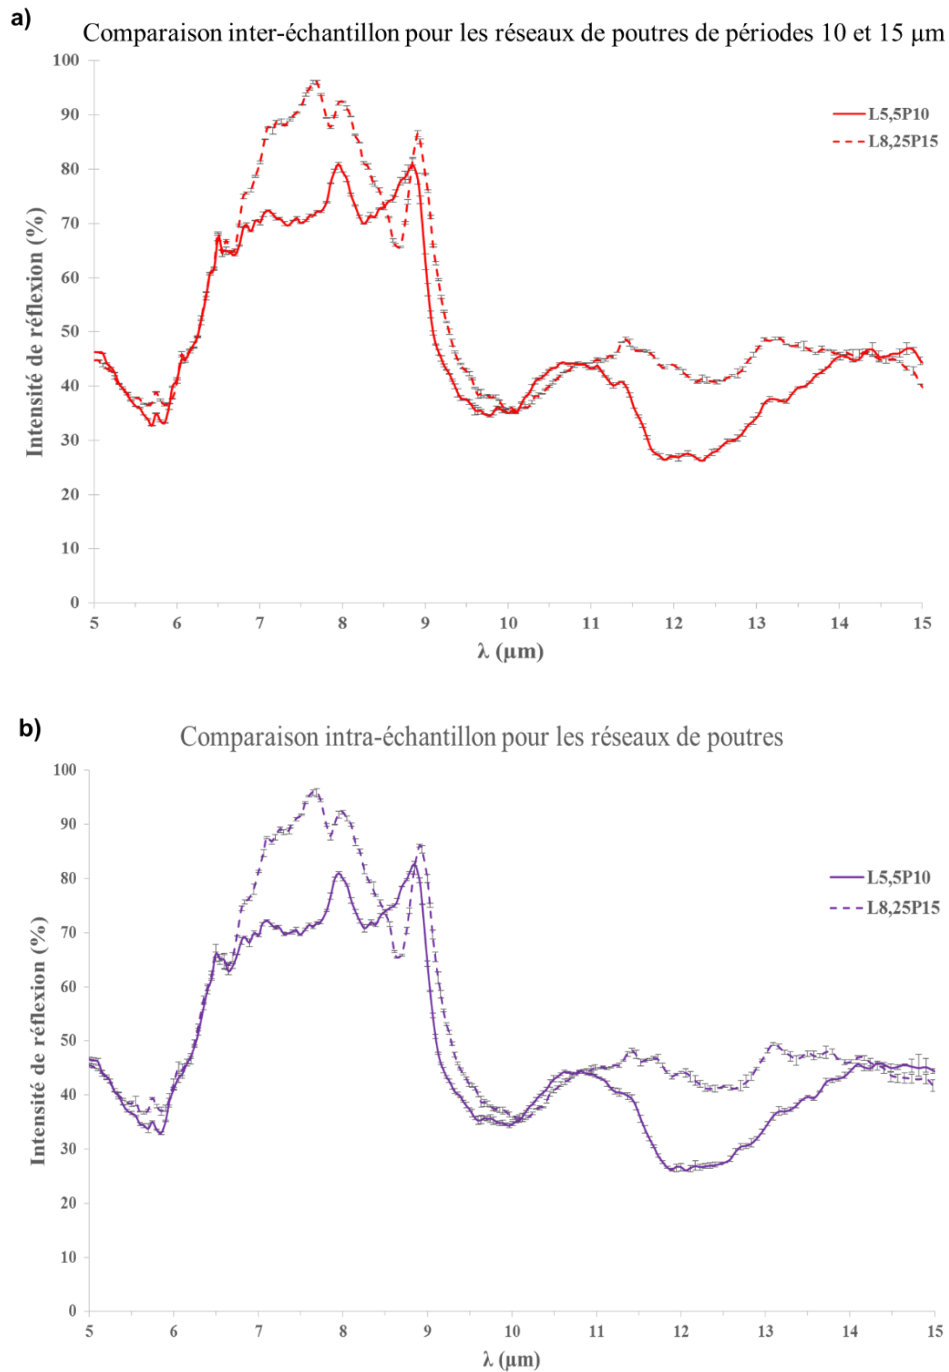 a)
Comparaison inter-échantillon pour les réseaux de poutres de périodes 10 et 15 µm
100
90
80
70
60
50
40
30
20
10
0
Intensité de réflexion (%)
L5,5P10
L8,25P15
5 6 7 8 9 10 11 12 13 14 15
λ (µm)
b)
Comparaison intra-échantillon pour les réseaux de poutres
100
90
80
70
60
50
40
30
20
10
0
Intensité de réflexion (%)
L5,5P10
L8,25P15
5 6 7 8 9 10 11 12 13 14 15
λ (µm)